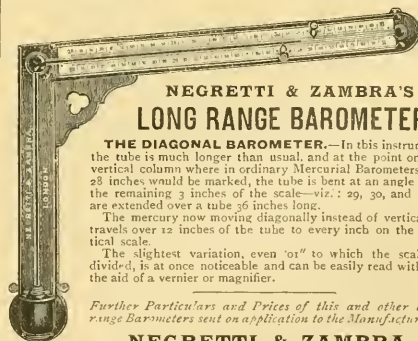 NEGRETTI & ZAMBRA
LONDON
NEGRETTI & ZAMBRA'S
LONG RANGE BAROMETER
THE DIAGONAL BAROMETER.—In this instru
the tube is much longer than usual, and at the point o
vertical column where in ordinary Mercurial Barometers
28 inches would be marked, the tube is bent at an angle
the remaining 3 inches of the scale—viz.: 29, 30, and
are extended over a tube 36 inches long.
The mercury now moving diagonally instead of vertic
travels over 12 inches of the tube to every inch on the
tical scale.
The slightest variation, even ·01" to which the scal
divided, is at once noticeable and can be easily read with
the aid of a vernier or magnifier.
Further Particulars and Prices of this and other
range Barometers sent on application to the Manufactur
NEGRETTI & ZAMBRA